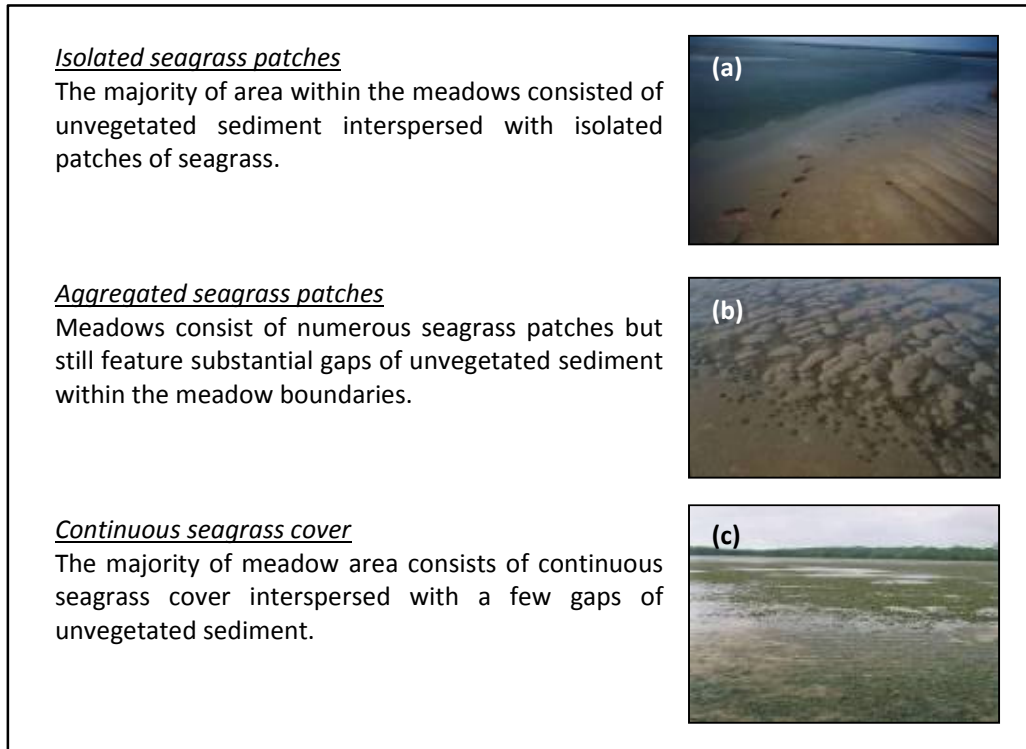 Isolated seagrass patches
The majority of area within the meadows consisted of
unvegetated sediment interspersed with isolated
patches of seagrass.
(a)
Aggregated seagrass patches
Meadows consist of numerous seagrass patches but
still feature substantial gaps of unvegetated sediment
within the meadow boundaries.
(b)
Continuous seagrass cover
The majority of meadow area consists of continuous
seagrass cover interspersed with a few gaps of
unvegetated sediment.
(c)